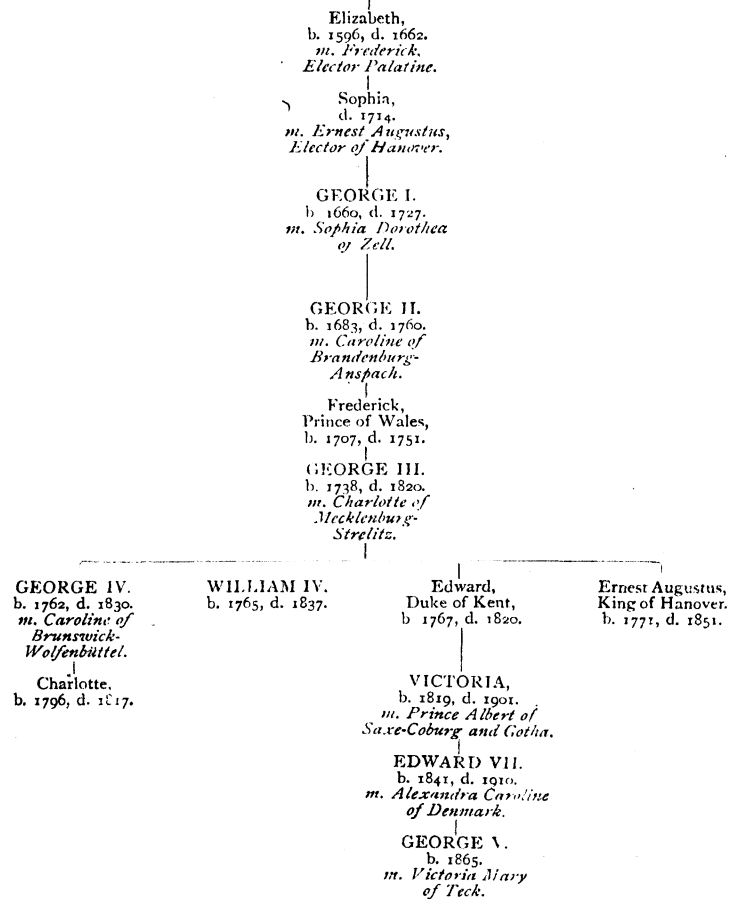 Elizabeth,
b. 1596, d. 1662.
m. Frederick,
Elector Palatine.
Sophia,
d. 1714.
m. Ernest Augustus,
Elector of Hanover.
GEORGE I.
b 1660, d. 1727.
m. Sophia Dorothea
of Zell.
GEORGE II.
b. 1683, d. 1760.
m. Caroline of
Brandenburg-
Anspach.
Frederick,
Prince of Wales,
b. 1707, d. 1751.
GEORGE III.
b. 1738, d. 1820.
m. Charlotte of
Mecklenburg-
Strelitz.
GEORGE IV.
b. 1762, d. 1830.
m. Caroline of
Brunswick-
Wolfenbüttel.
Charlotte,
b. 1796, d. 1817.
WILLIAM IV.
b. 1765, d. 1837.
Edward,
Duke of Kent,
b 1767, d. 1820.
VICTORIA,
b. 1819, d. 1901.
m. Prince Albert of
Saxe-Coburg and Gotha.
EDWARD VII.
b. 1841, d. 1910.
m. Alexandra Caroline
of Denmark.
GEORGE V.
b. 1865.
m. Victoria Mary
of Teck.
Ernest Augustus,
King of Hanover.
b. 1771, d. 1851.